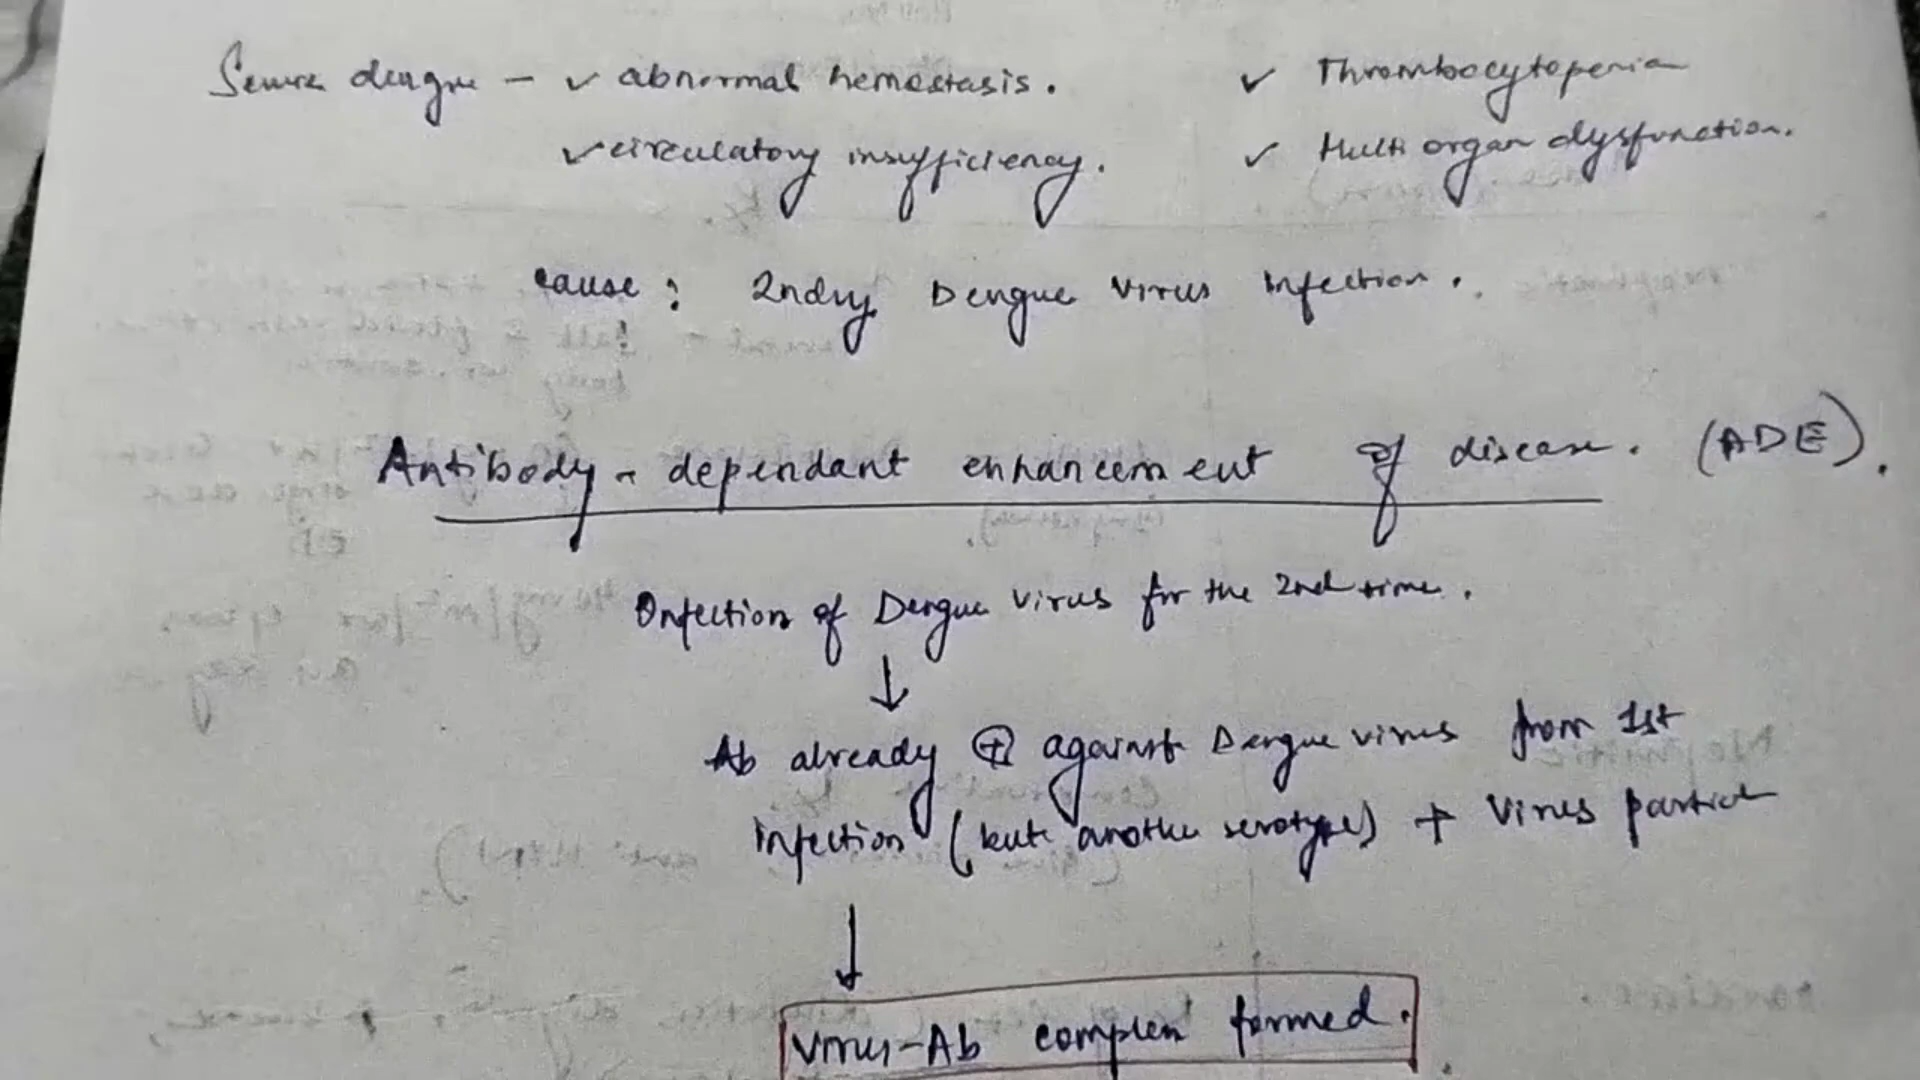 Severe dengue - ✓ abnormal hemostasis. ✓ Thrombocytopenia
✓ circulatory insufficiency. ✓ Multi organ dysfunction.
cause: 2ndry Dengue Virus Infection.
Antibody-dependant enhancement of disease. (ADE).
Infection of Dengue Virus for the 2nd time.
↓
Ab already ⊕ against Dengue virus from 1st
infection (but another serotype) + Virus particle
↓
Virus-Ab complex formed.